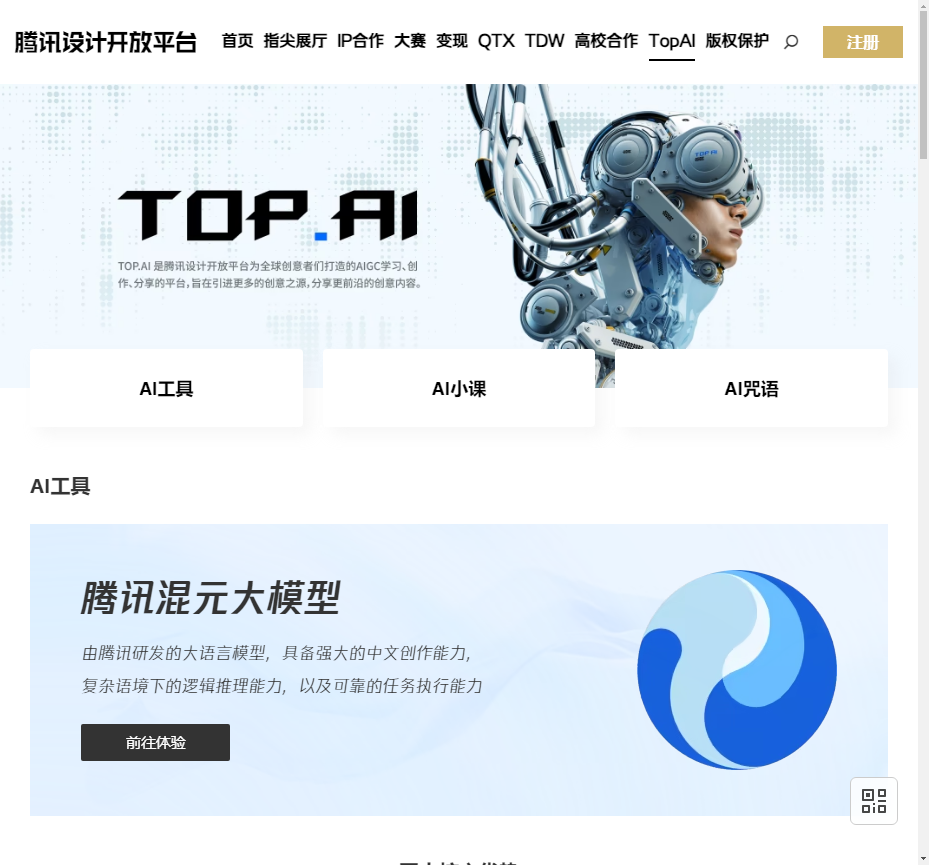 腾讯设计开放平台
首页 指尖展厅 IP合作 大赛 变现 QTX TDW 高校合作 TopAI 版权保护
注册
TOP.AI
TOP.AI
TOP.AI 是腾讯设计开放平台为全球创意者们打造的AIGC学习、创
作、分享的平台,旨在引进更多的创意之源,分享更前沿的创意内容。
AI工具
AI小课
AI咒语
AI工具
腾讯混元大模型
由腾讯研发的大语言模型，具备强大的中文创作能力，
复杂语境下的逻辑推理能力，以及可靠的任务执行能力
前往体验